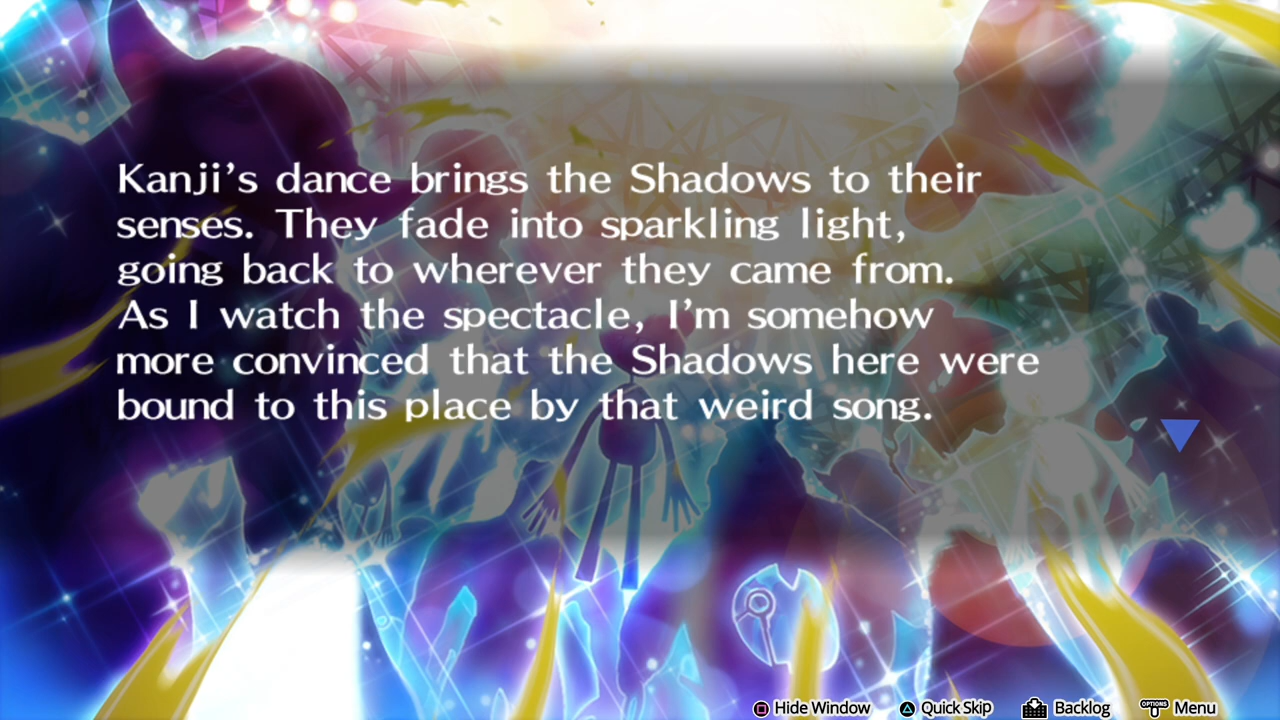 Kanji's dance brings the Shadows to their
senses. They fade into sparkling light,
going back to wherever they came from.
As I watch the spectacle, I'm somehow
more convinced that the Shadows here were
bound to this place by that weird song.
Hide Window Quick Skip Backlog OPTIONS Menu